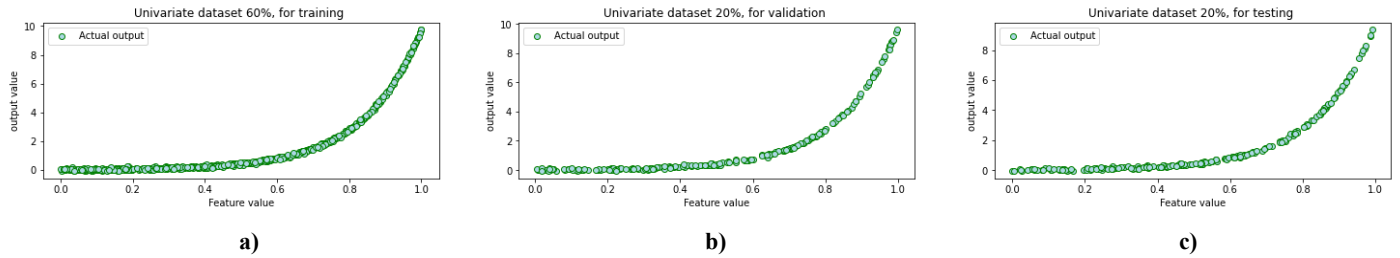 Univariate dataset 60%, for training
Actual output
output value
10
8
6
4
2
0
0.0 0.2 0.4 0.6 0.8 1.0
Feature value
a)
Univariate dataset 20%, for validation
Actual output
output value
10
8
6
4
2
0
0.0 0.2 0.4 0.6 0.8 1.0
Feature value
b)
Univariate dataset 20%, for testing
Actual output
output value
8
6
4
2
0
0.0 0.2 0.4 0.6 0.8 1.0
Feature value
c)